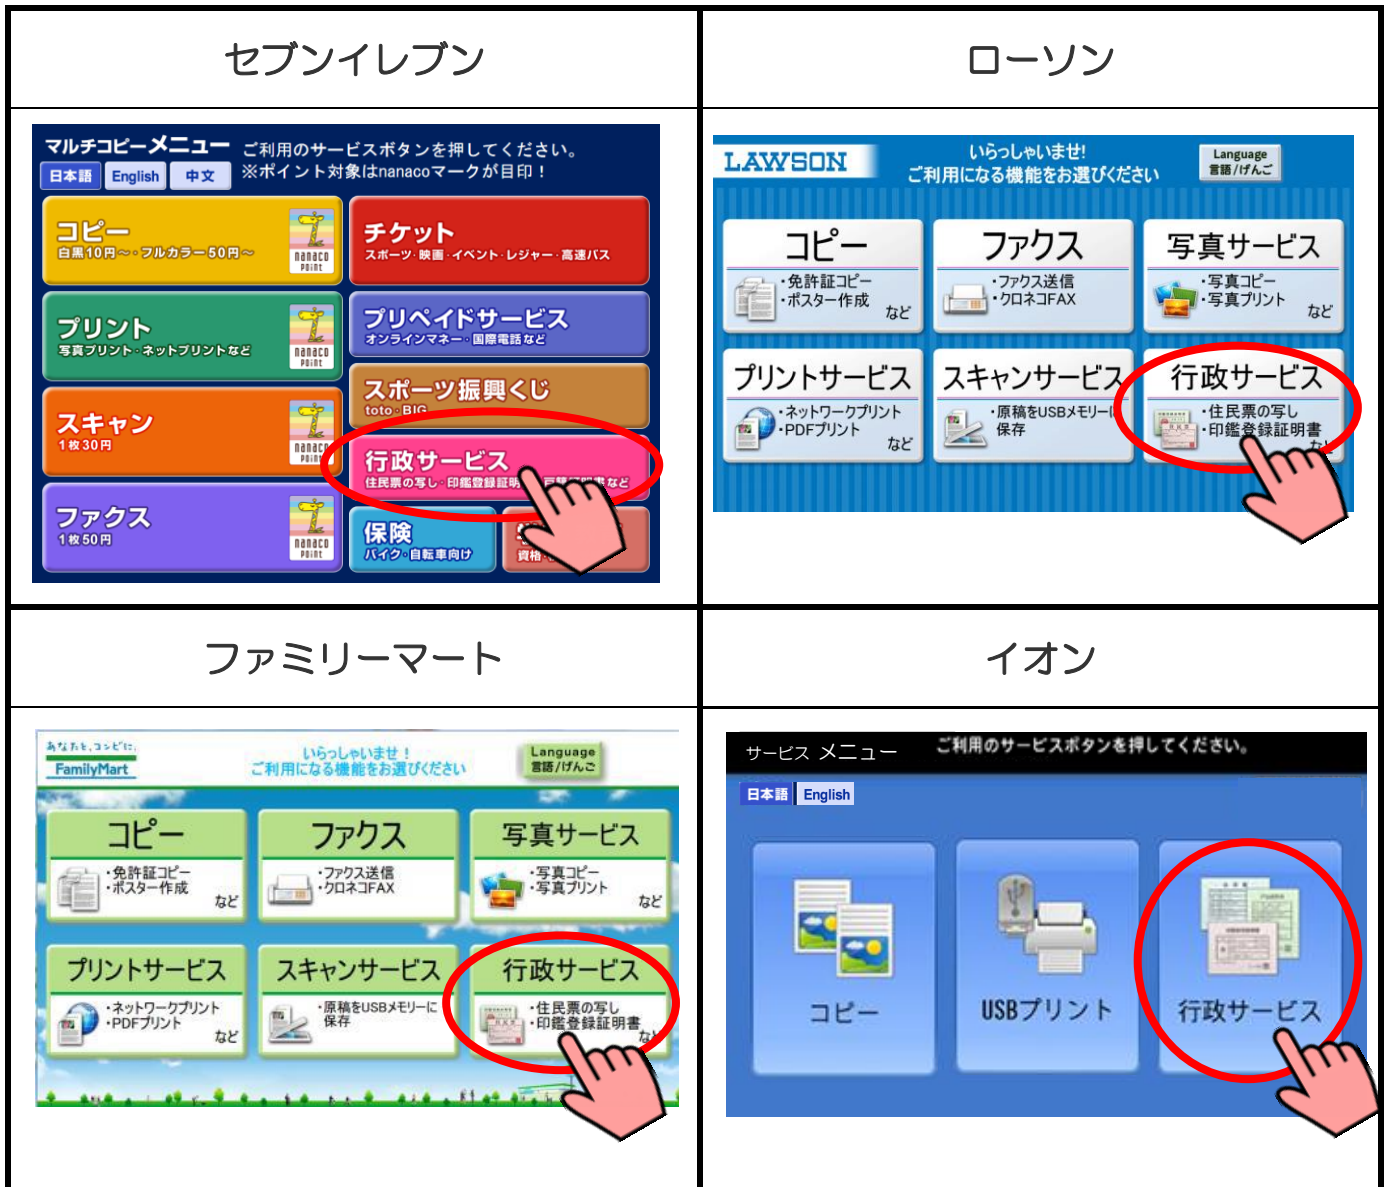 セブンイレブン
マルチコピーメニュー
ご利用のサービスボタンを押してください。
※ポイント対象はnanacoマークが目印！
日本語 English 中文
コピー
白黒10円～・フルカラー50円～
nanaco
POint
チケット
スポーツ・映画・イベント・レジャー・高速バス
プリント
写真プリント・ネットプリントなど
nanaco
POint
プリペイドサービス
オンラインマネー・国際電話など
スポーツ振興くじ
toto・BIG
スキャン
1枚30円
nanaco
POint
行政サービス
住民票の写し・印鑑登録証明
など
ファクス
1枚50円
nanaco
POint
保険
バイク・自転車向け
資格
ローソン
LAWSON
いらっしゃいませ!
ご利用になる機能をお選びください
Language
言語/げんご
コピー
・免許証コピー
・ポスター作成
など
ファクス
・ファクス送信
・クロネコFAX
写真サービス
・写真コピー
・写真プリント
など
プリントサービス
・ネットワークプリント
・PDFプリント
など
スキャンサービス
・原稿をUSBメモリーに
保存
行政サービス
・住民票の写し
・印鑑登録証明書
など
ファミリーマート
あなたと、コンビに、
FamilyMart
いらっしゃいませ！
ご利用になる機能をお選びください
Language
言語/げんご
コピー
・免許証コピー
・ポスター作成
など
ファクス
・ファクス送信
・クロネコFAX
写真サービス
・写真コピー
・写真プリント
など
プリントサービス
・ネットワークプリント
・PDFプリント
など
スキャンサービス
・原稿をUSBメモリーに
保存
行政サービス
・住民票の写し
・印鑑登録証明書
など
イオン
サービス メニュー
ご利用のサービスボタンを押してください。
日本語 English
コピー
USBプリント
行政サービス